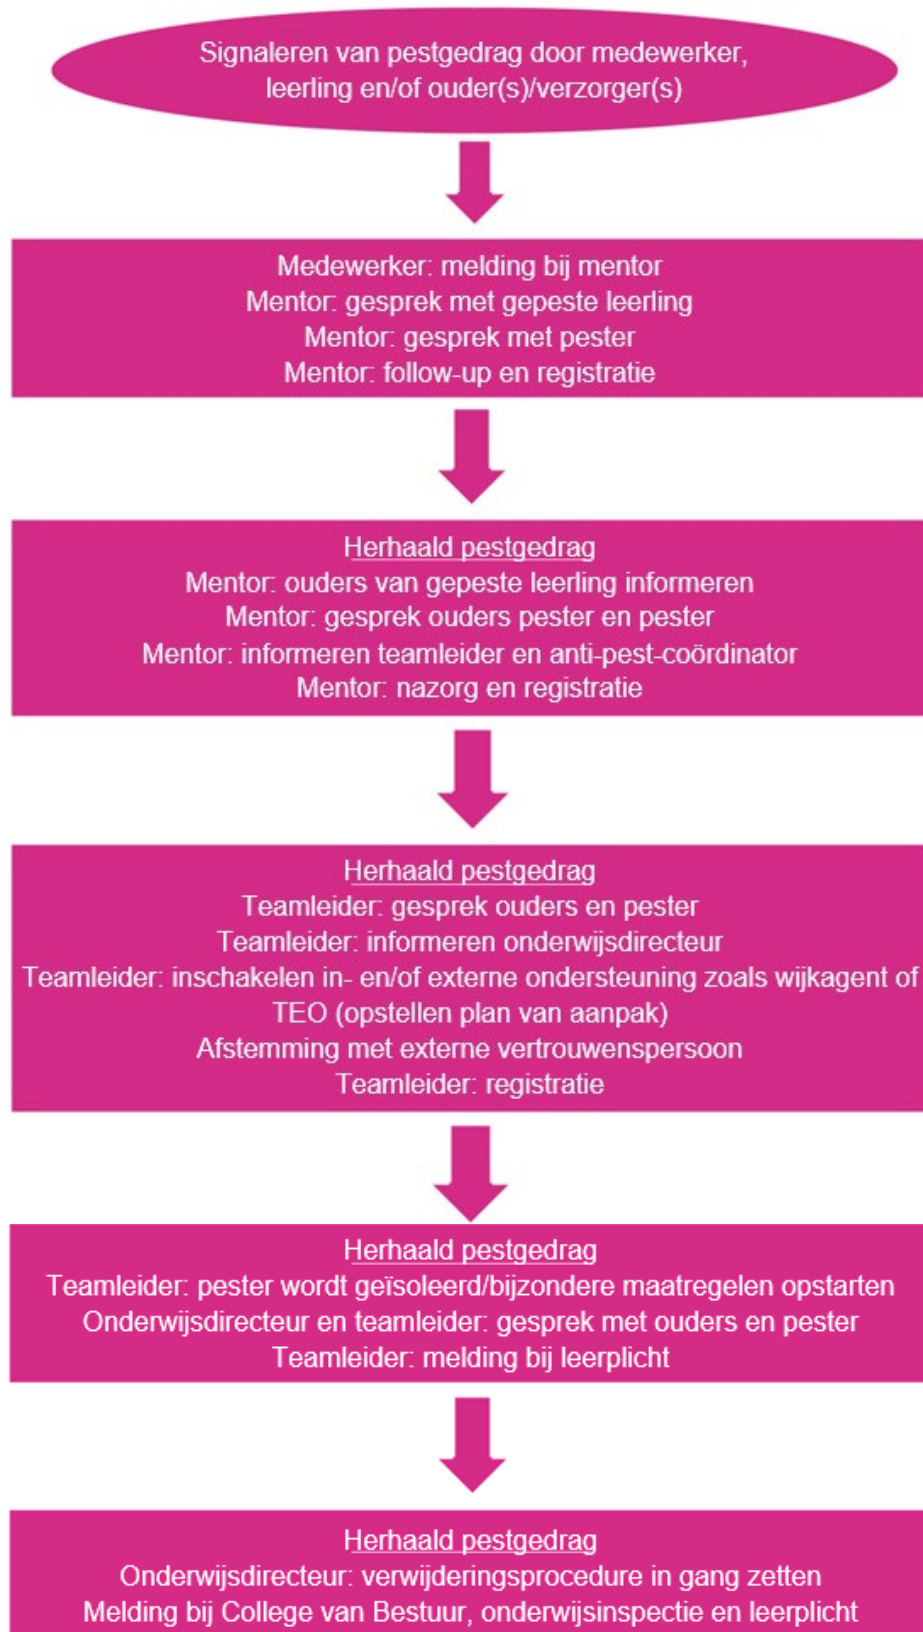 Signaleren van pestgedrag door medewerker,
leerling en/of ouder(s)/verzorger(s)
Medewerker: melding bij mentor
Mentor: gesprek met gepeste leerling
Mentor: gesprek met pester
Mentor: follow-up en registratie
Herhaald pestgedrag
Mentor: ouders van gepeste leerling informeren
Mentor: gesprek ouders pester en pester
Mentor: informeren teamleider en anti-pest-coördinator
Mentor: nazorg en registratie
Herhaald pestgedrag
Teamleider: gesprek ouders en pester
Teamleider: informeren onderwijsdirecteur
Teamleider: inschakelen in- en/of externe ondersteuning zoals wijkagent of
TEO (opstellen plan van aanpak)
Afstemming met externe vertrouwenspersoon
Teamleider: registratie
Herhaald pestgedrag
Teamleider: pester wordt geïsoleerd/bijzondere maatregelen opstarten
Onderwijsdirecteur en teamleider: gesprek met ouders en pester
Teamleider: melding bij leerplicht
Herhaald pestgedrag
Onderwijsdirecteur: verwijderingsprocedure in gang zetten
Melding bij College van Bestuur, onderwijsinspectie en leerplicht